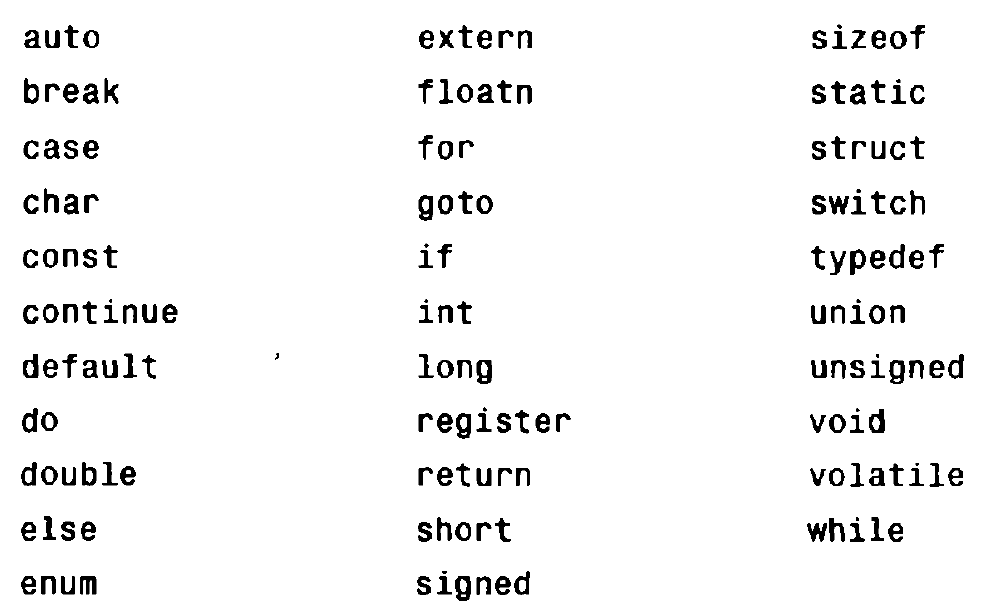 auto extern sizeof
break floatn static
case for struct
char goto switch
const if typedef
continue int union
default long unsigned
do register void
double return volatile
else short while
enum signed